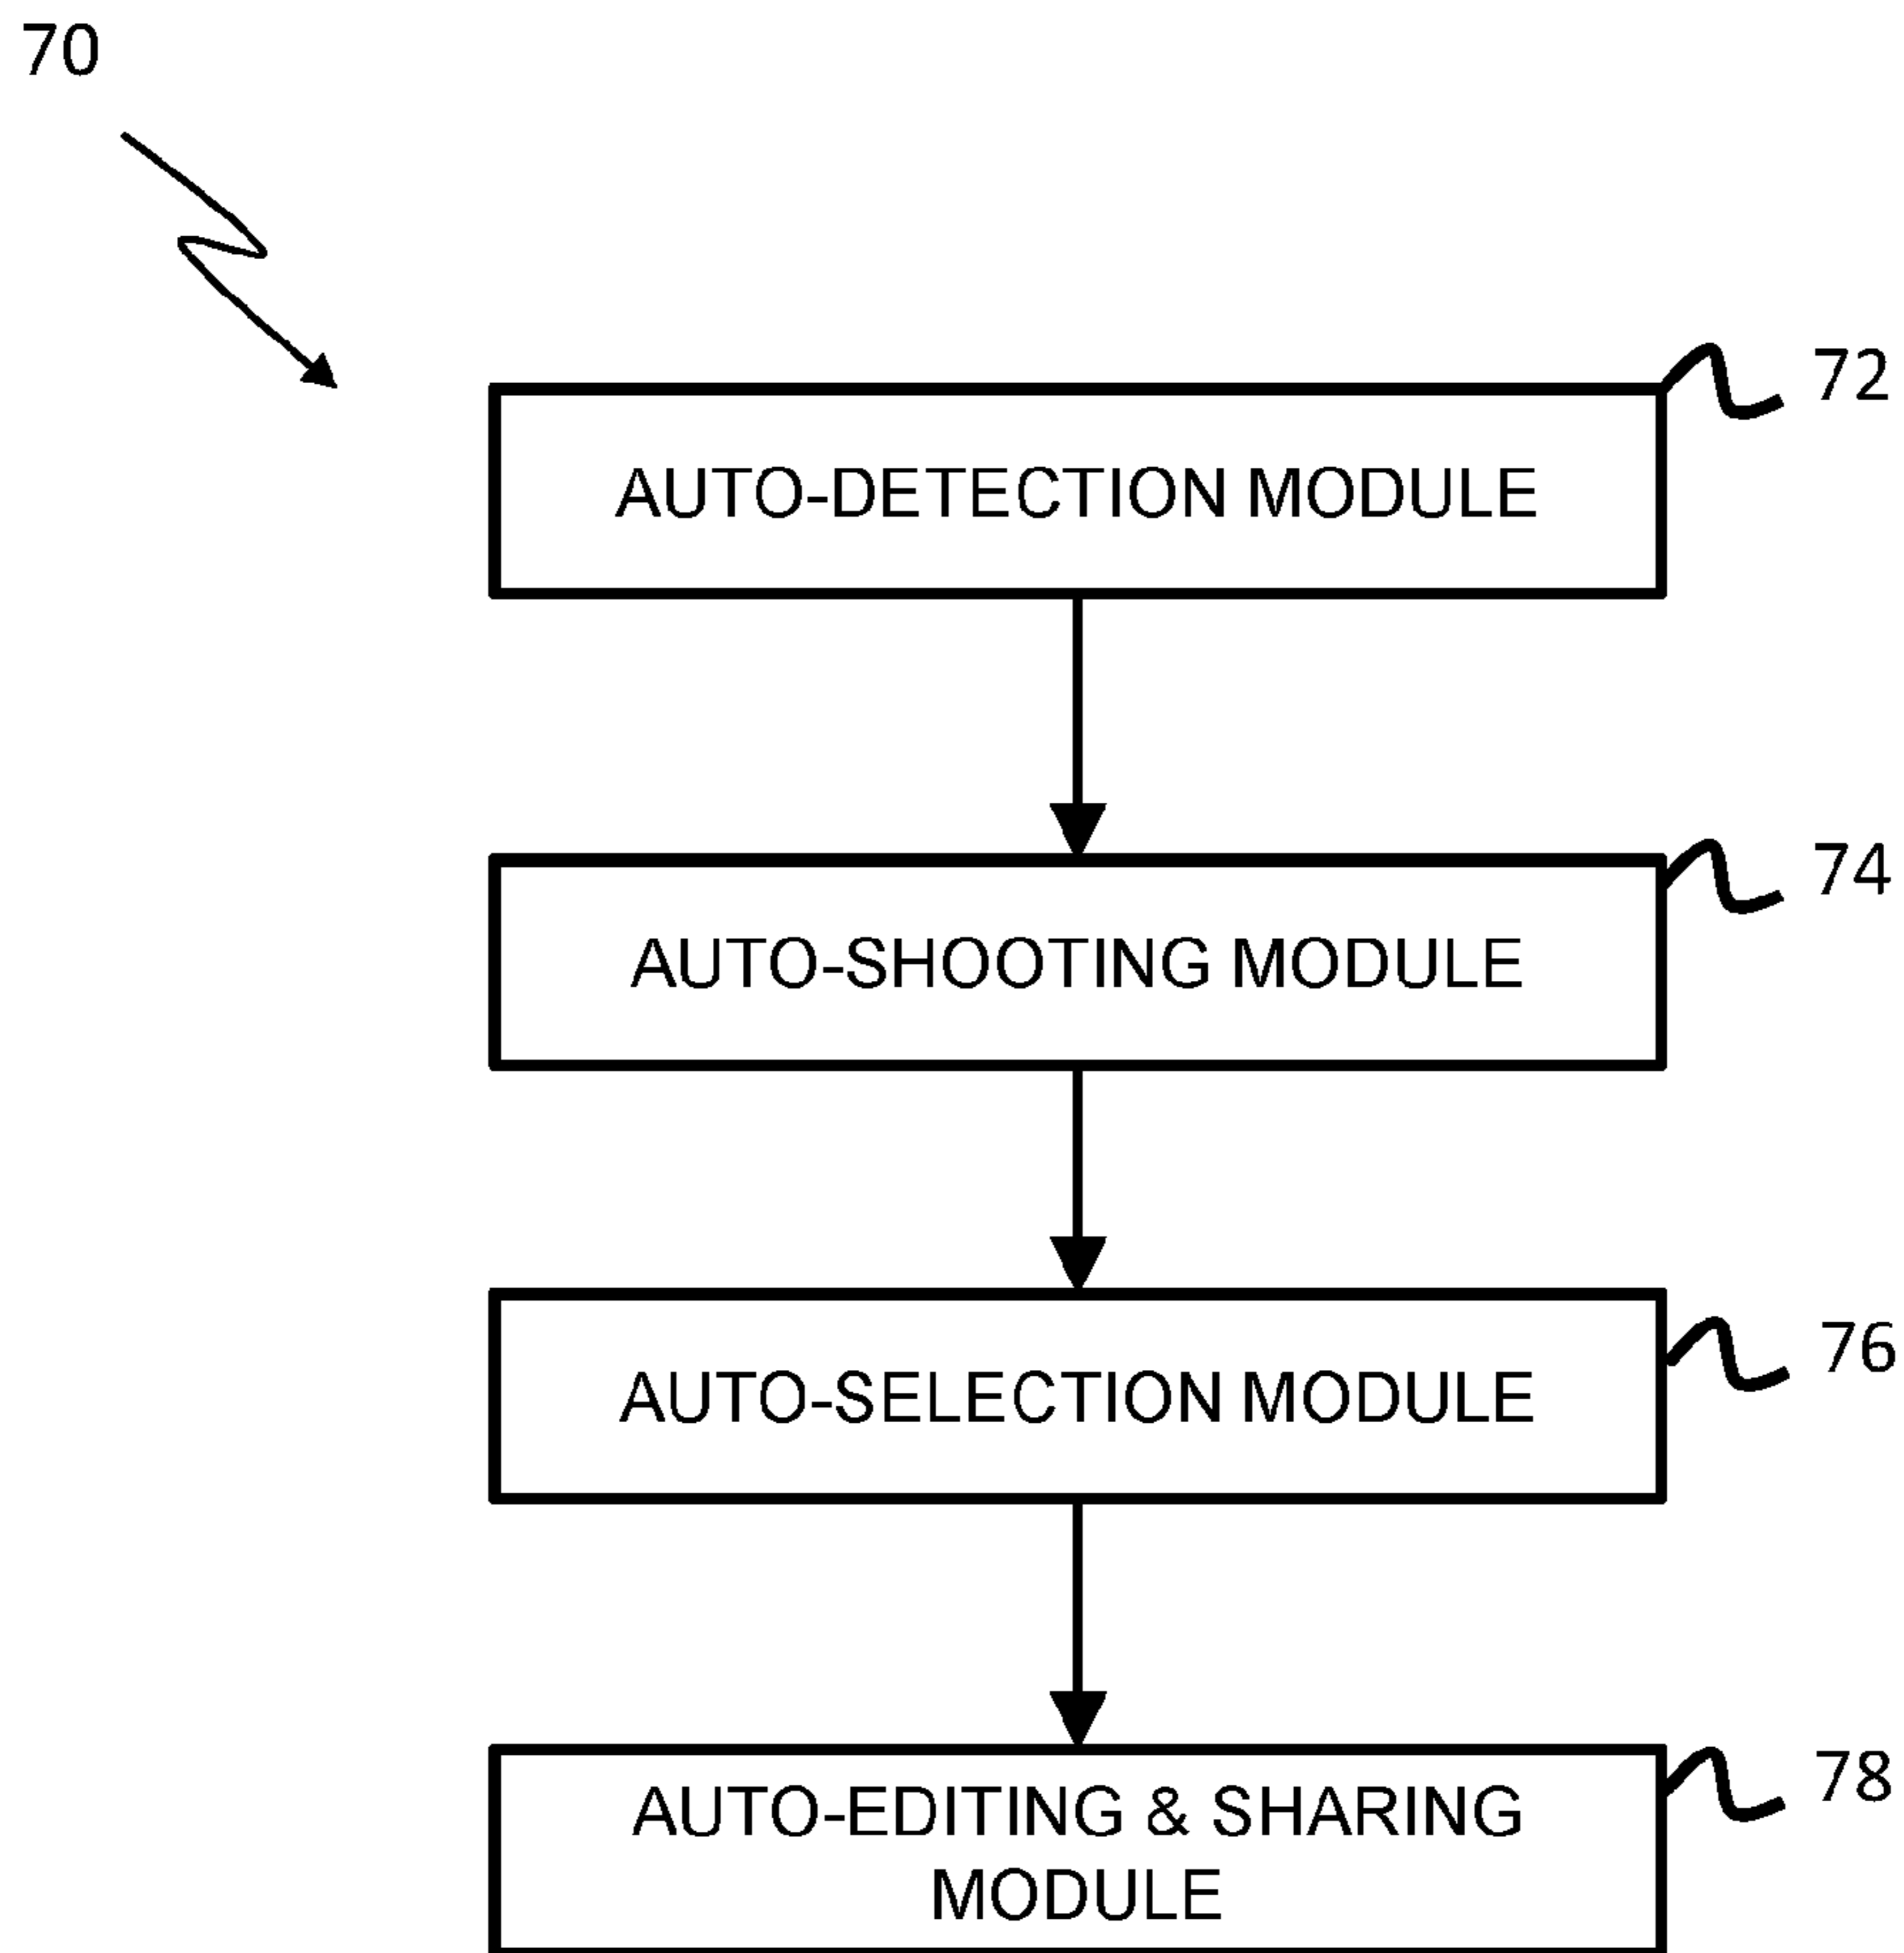 70
72
AUTO-DETECTION MODULE
74
AUTO-SHOOTING MODULE
76
AUTO-SELECTION MODULE
78
AUTO-EDITING & SHARING
MODULE